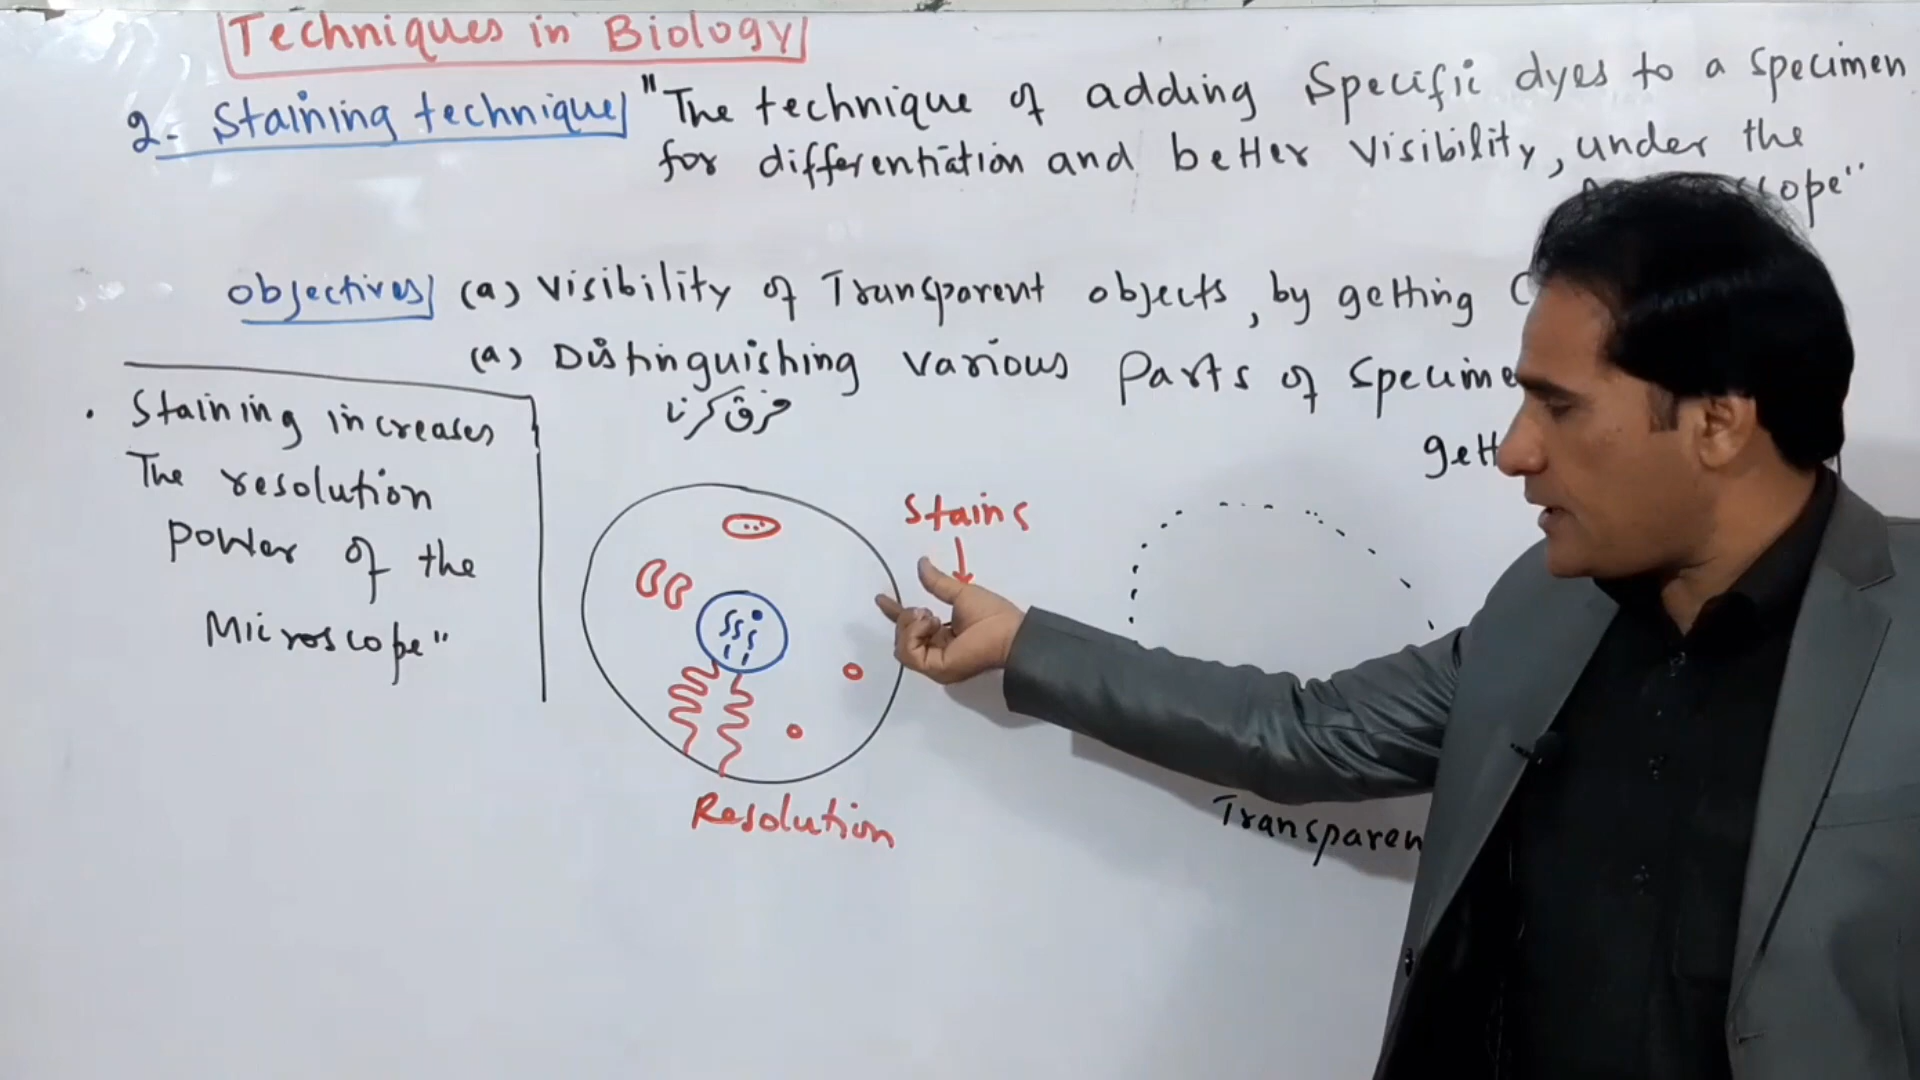 Techniques in Biology
2- Staining technique "The technique of adding specific dyes to a specimen
for differentiation and better visibility, under the
objectives (a) Visibility of Transparent objects, by getting
(a) Distinguishing various parts of
فرق کرنا
. Staining increases
The resolution
power of the
Microscope"
Stains
Resolution